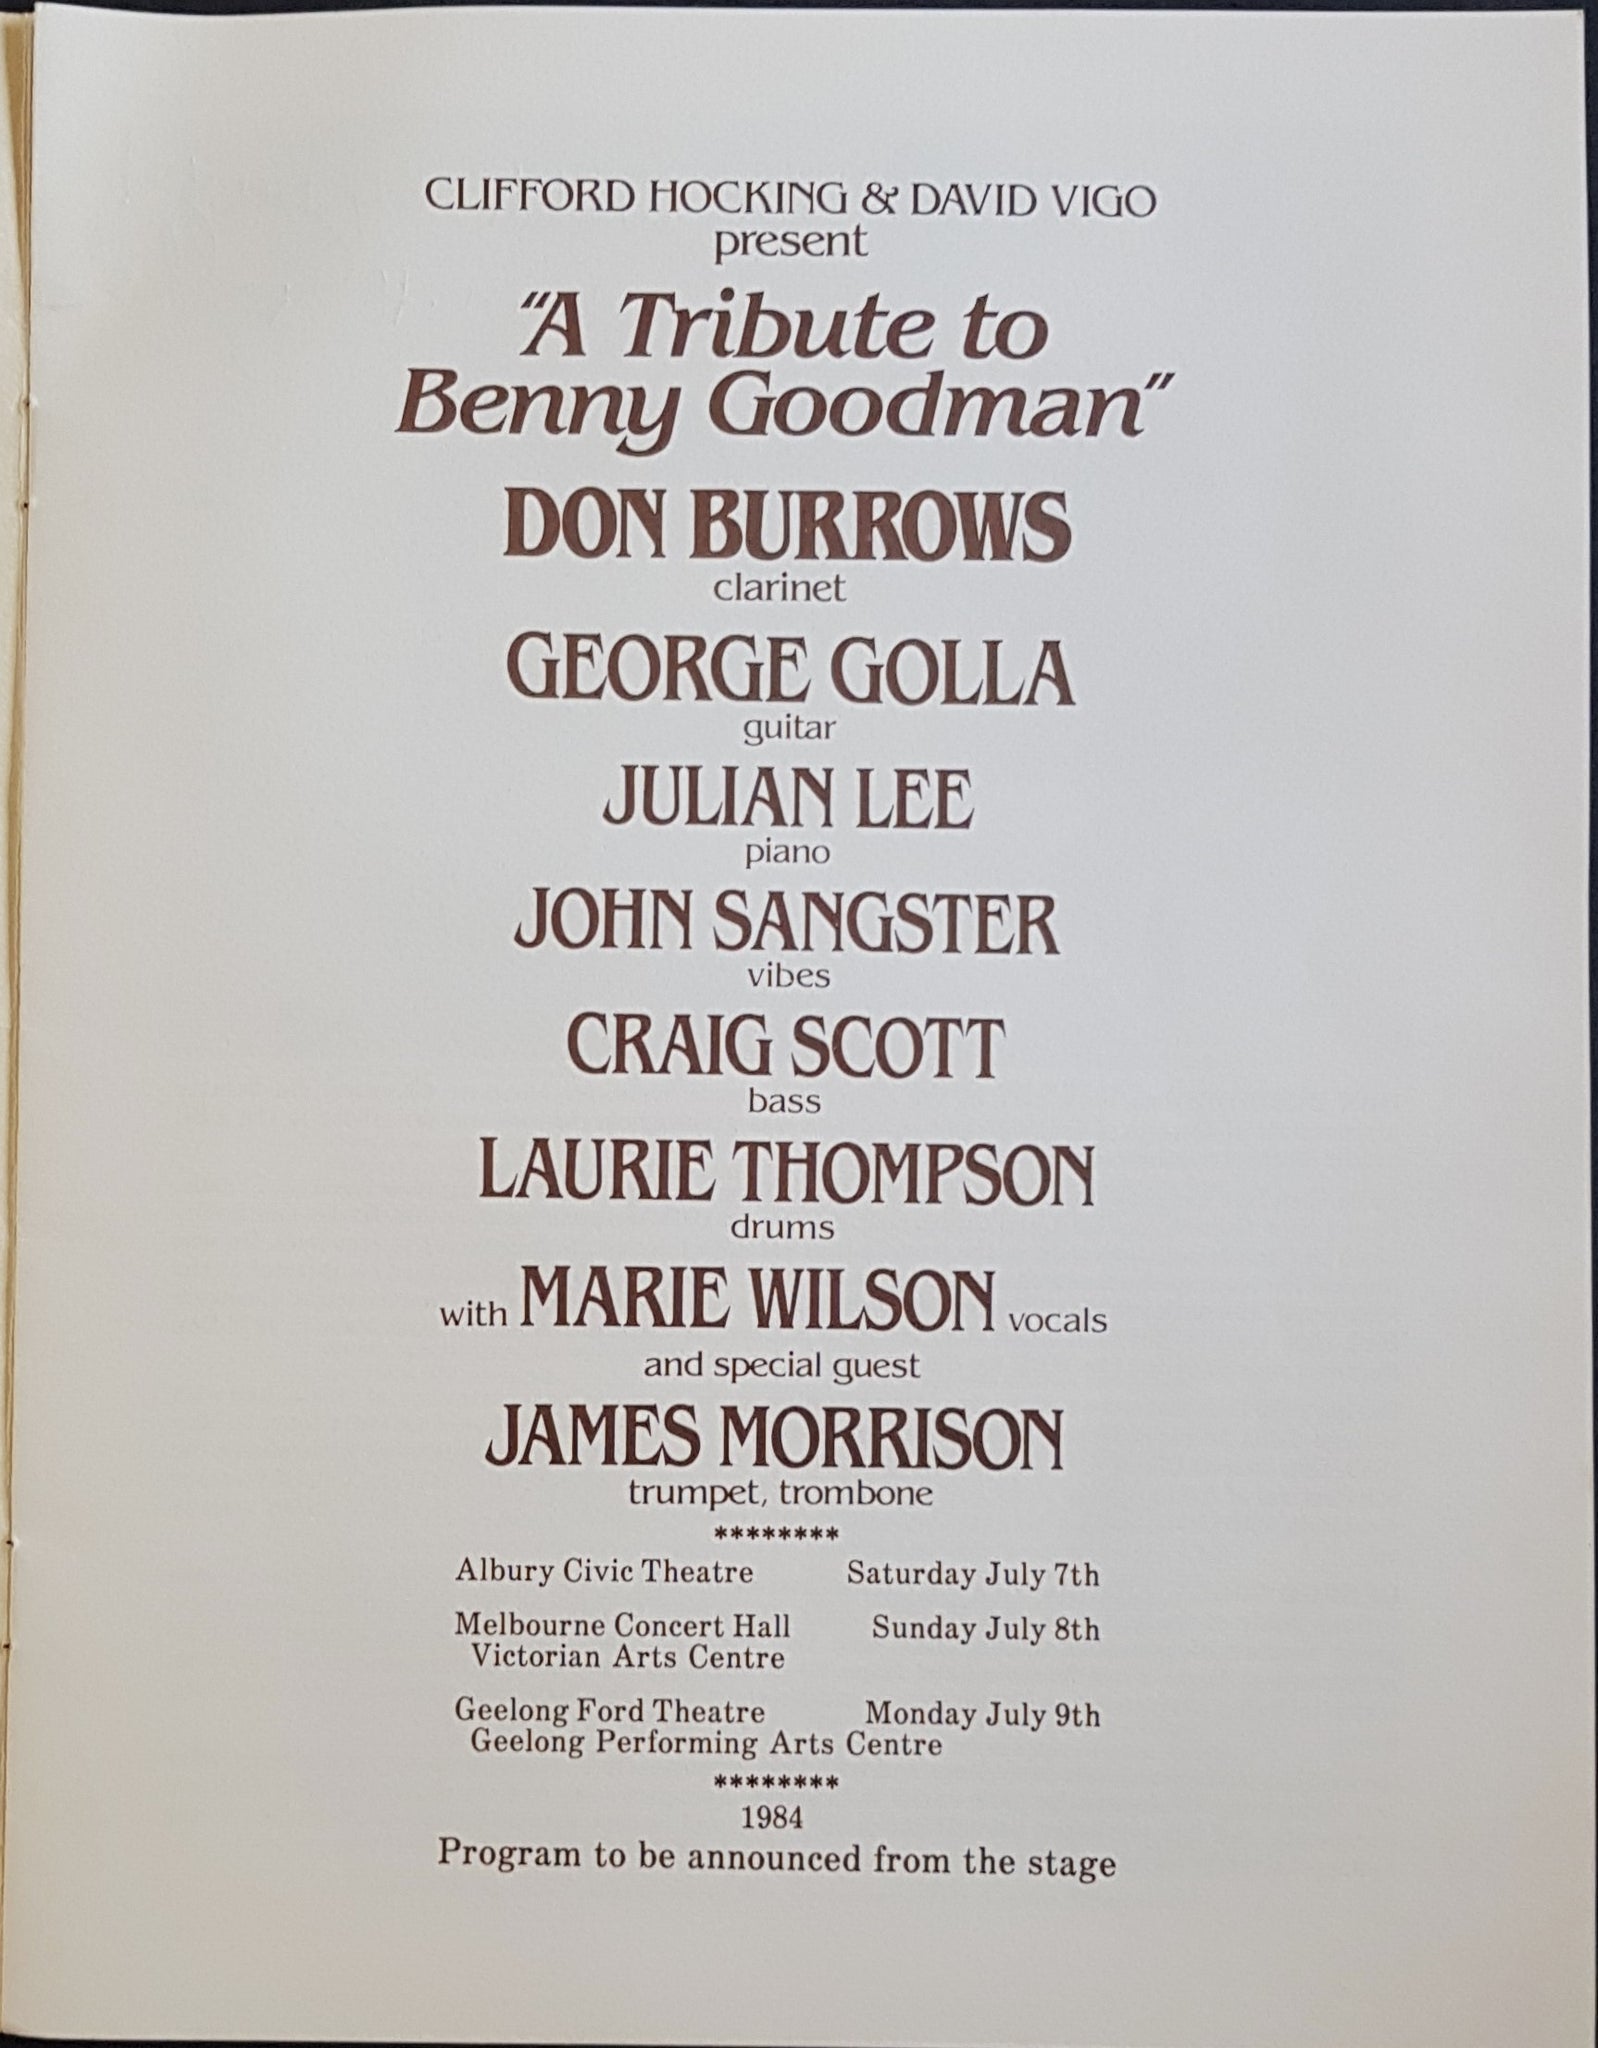 CLIFFORD HOCKING & DAVID VIGO
present
"A Tribute to
Benny Goodman"
DON BURROWS
clarinet
GEORGE GOLLA
guitar
JULIAN LEE
piano
JOHN SANGSTER
vibes
CRAIG SCOTT
bass
LAURIE THOMPSON
drums
with MARIE WILSON vocals
and special guest
JAMES MORRISON
trumpet, trombone
********
Albury Civic Theatre Saturday July 7th
Melbourne Concert Hall Sunday July 8th
Victorian Arts Centre
Geelong Ford Theatre Monday July 9th
Geelong Performing Arts Centre
********
1984
Program to be announced from the stage